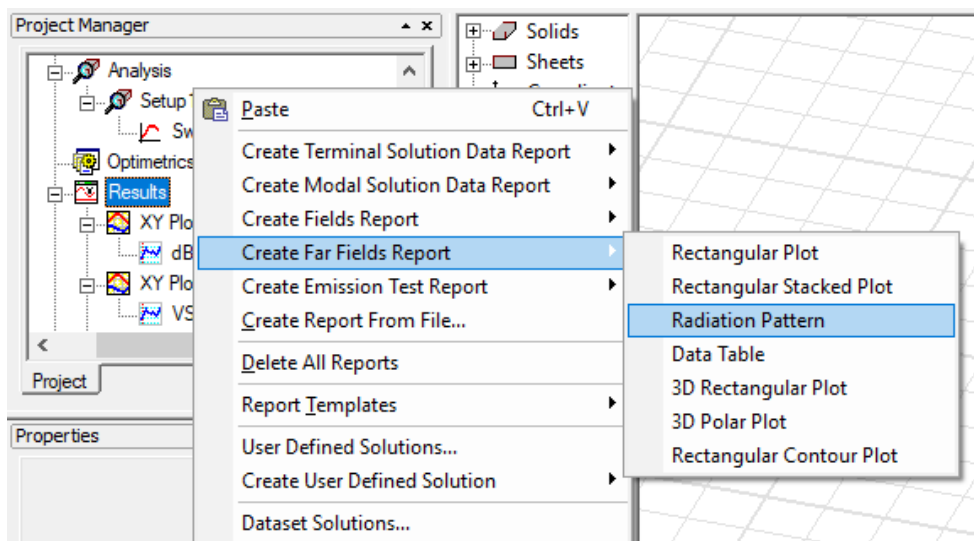 Project Manager
Analysis
Setup
Sw
Optimetrics
Results
XY Plo
dB
XY Plo
VS
Project
Properties
Solids
Sheets
Paste Ctrl+V
Create Terminal Solution Data Report
Create Modal Solution Data Report
Create Fields Report
Create Far Fields Report
Create Emission Test Report
Create Report From File...
Delete All Reports
Report Templates
User Defined Solutions...
Create User Defined Solution
Dataset Solutions...
Rectangular Plot
Rectangular Stacked Plot
Radiation Pattern
Data Table
3D Rectangular Plot
3D Polar Plot
Rectangular Contour Plot